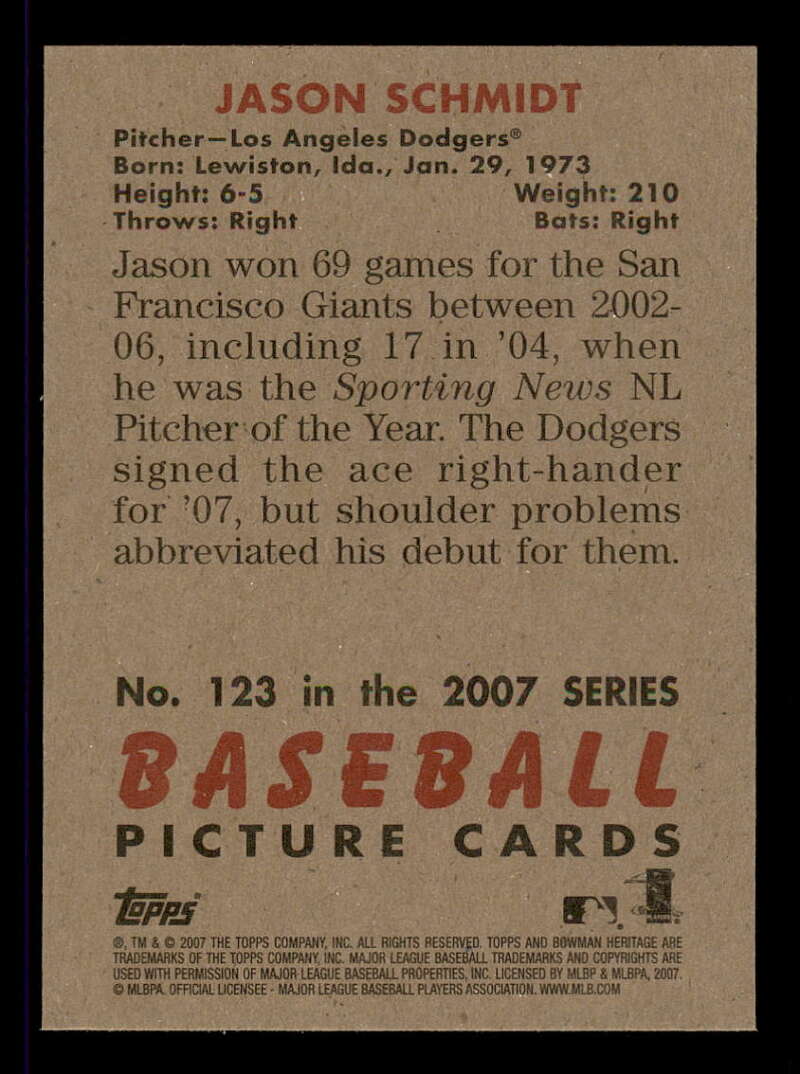 JASON SCHMIDT
Pitcher—Los Angeles Dodgers®
Born: Lewiston, Ida., Jan. 29, 1973
Height: 6-5 Weight: 210
Throws: Right Bats: Right
Jason won 69 games for the San
Francisco Giants between 2002-
06, including 17 in '04, when
he was the Sporting News NL
Pitcher of the Year. The Dodgers
signed the ace right-hander
for '07, but shoulder problems
abbreviated his debut for them.
No. 123 in the 2007 SERIES
BASEBALL
PICTURE CARDS
Topps
®, TM & © 2007 THE TOPPS COMPANY, INC. ALL RIGHTS RESERVED. TOPPS AND BOWMAN HERITAGE ARE
TRADEMARKS OF THE TOPPS COMPANY, INC. MAJOR LEAGUE BASEBALL TRADEMARKS AND COPYRIGHTS ARE
USED WITH PERMISSION OF MAJOR LEAGUE BASEBALL PROPERTIES, INC. LICENSED BY MLBP & MLBPA, 2007.
© MLBPA. OFFICIAL LICENSEE - MAJOR LEAGUE BASEBALL PLAYERS ASSOCIATION. WWW.MLB.COM